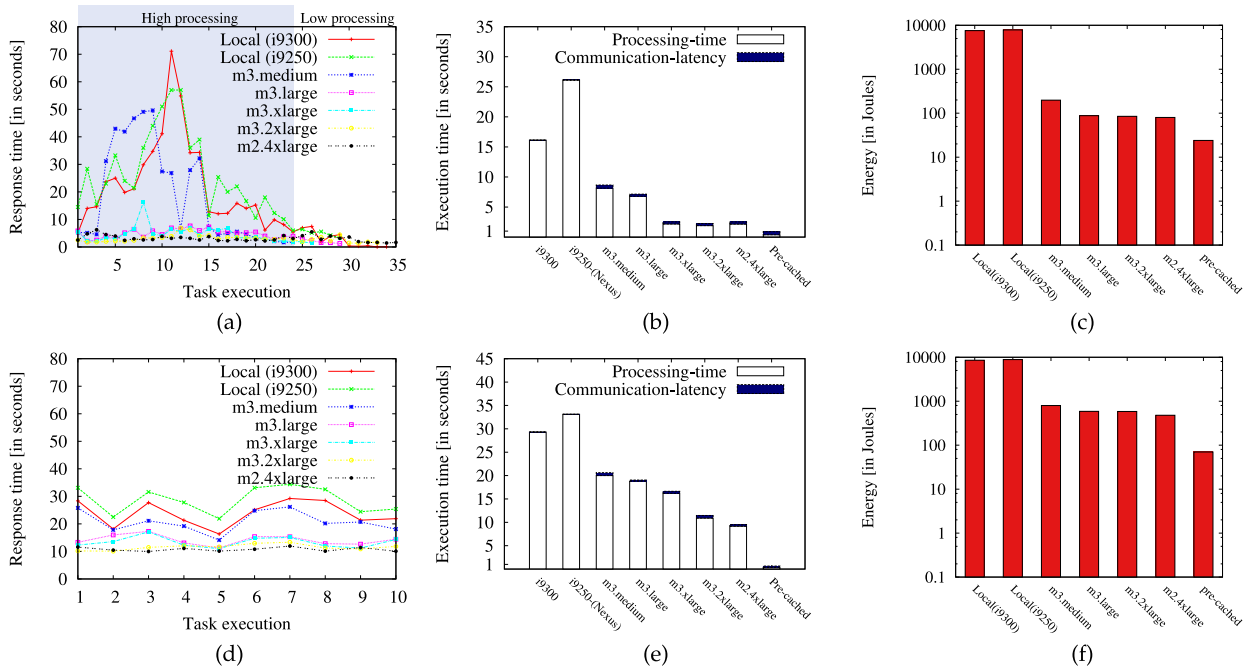 High processing Low processing
Response time [in seconds]
80
70
60
50
40
30
20
10
0
Local (i9300)
Local (i9250)
m3.medium
m3.large
m3.xlarge
m3.2xlarge
m2.4xlarge
5 10 15 20 25 30 35
Task execution
(a)
Execution time [in seconds]
35
30
25
20
15
10
5
1
Processing-time
Communication-latency
i9300 i9250-(Nexus) m3.medium m3.large m3.xlarge m3.2xlarge m2.4xlarge Pre-cached
(b)
Energy [in Joules]
10000
1000
100
10
1
0.1
Local(i9300) Local(i9250) m3.medium m3.large m3.2xlarge m2.4xlarge pre-cached
(c)
Response time [in seconds]
80
70
60
50
40
30
20
10
0
Local (i9300)
Local (i9250)
m3.medium
m3.large
m3.xlarge
m3.2xlarge
m2.4xlarge
1 2 3 4 5 6 7 8 9 10
Task execution
(d)
Execution time [in seconds]
45
40
35
30
25
20
15
10
5
1
Processing-time
Communication-latency
i9300 i9250-(Nexus) m3.medium m3.large m3.xlarge m3.2xlarge m2.4xlarge Pre-cached
(e)
Energy [in Joules]
10000
1000
100
10
1
0.1
Local(i9300) Local(i9250) m3.medium m3.large m3.2xlarge m2.4xlarge pre-cached
(f)